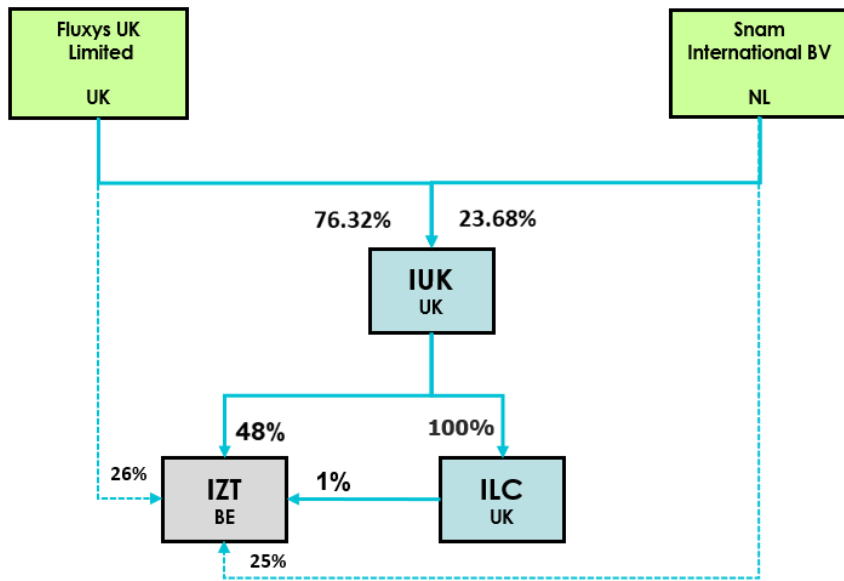 Fluxys UK
Limited
UK
Snam
International BV
NL
76.32%
23.68%
IUK
UK
48%
100%
26%
IZT
BE
1%
ILC
UK
25%